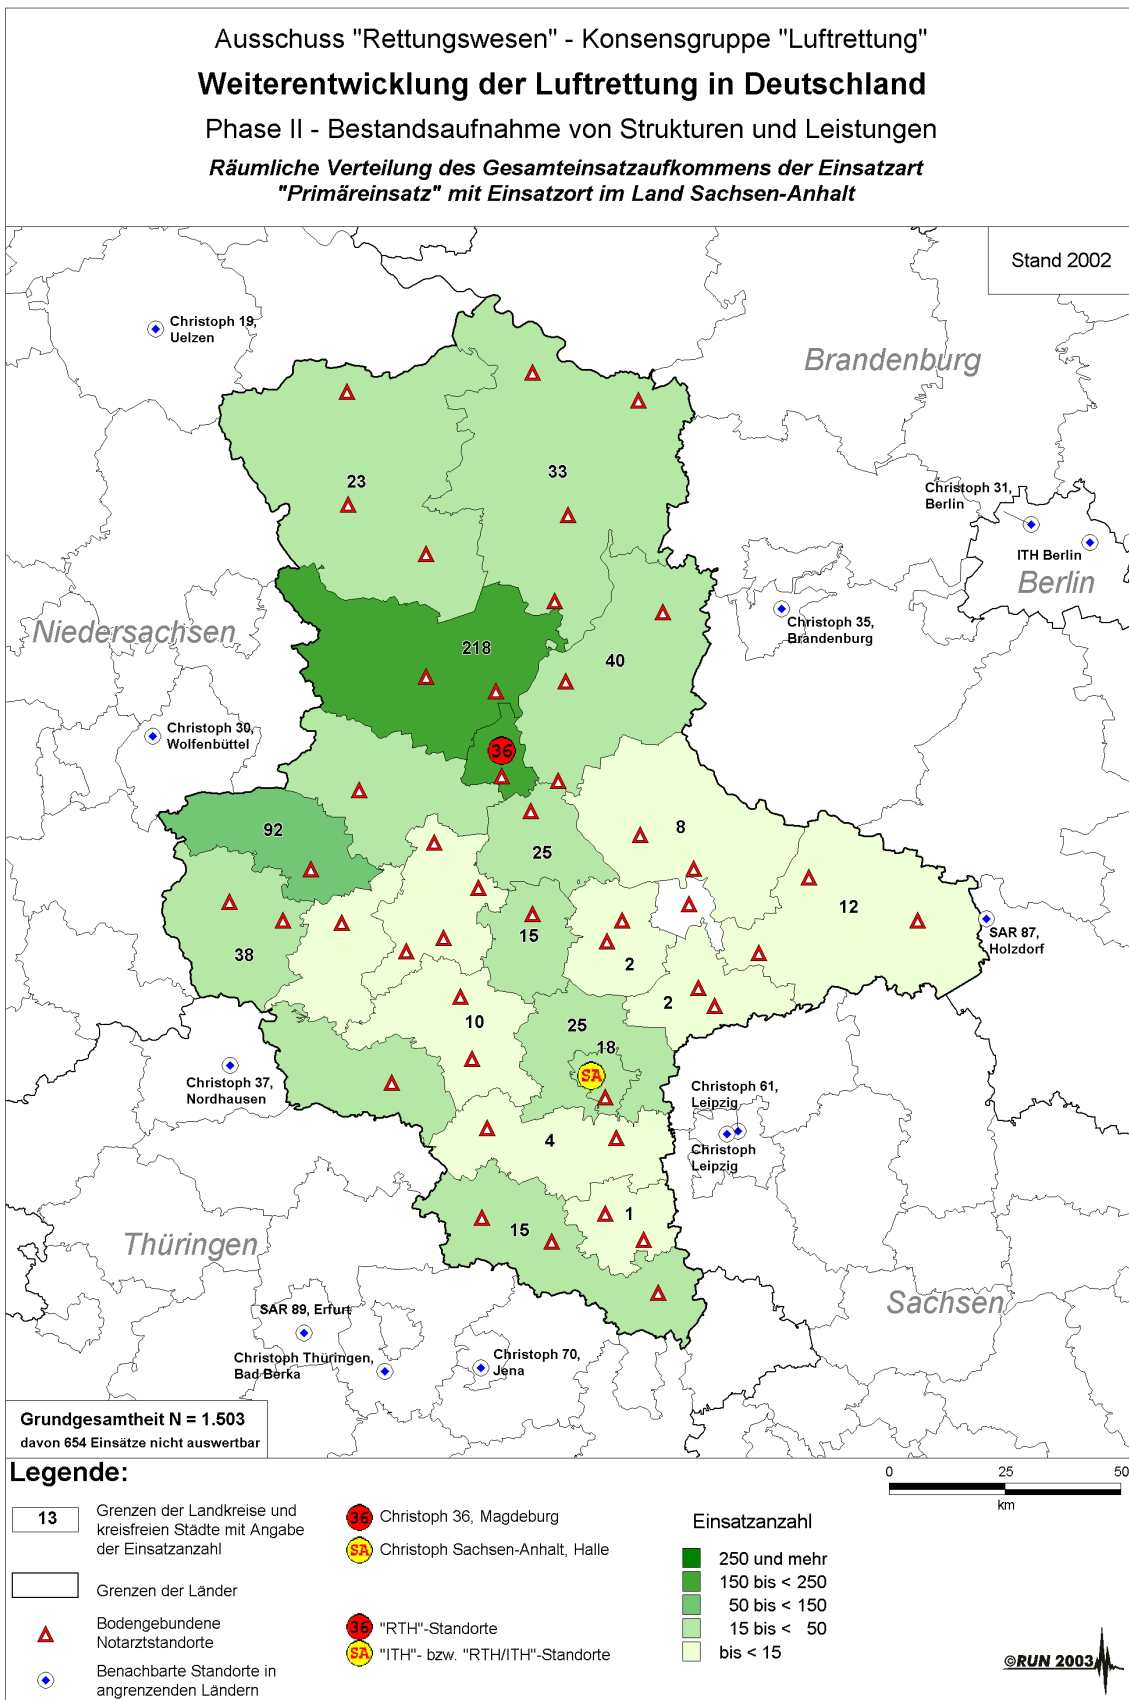 Ausschuss "Rettungswesen" - Konsensgruppe "Luftrettung"
Weiterentwicklung der Luftrettung in Deutschland
Phase II - Bestandsaufnahme von Strukturen und Leistungen
Räumliche Verteilung des Gesamteinsatzaufkommens der Einsatzart
"Primäreinsatz" mit Einsatzort im Land Sachsen-Anhalt
Stand 2002
Christoph 19,
Uelzen
Brandenburg
23
33
Christoph 31,
Berlin
ITH Berlin
Berlin
Niedersachsen
Christoph 35,
Brandenburg
218
40
Christoph 30,
Wolfenbüttel
36
92
8
25
12
15
SAR 87,
Holzdorf
38
2
2
10
25
18
SA
Christoph 37,
Nordhausen
Christoph 61,
Leipzig
Christoph
Leipzig
4
15
1
Thüringen
Sachsen
SAR 89, Erfurt
Christoph Thüringen,
Bad Berka
Christoph 70,
Jena
Grundgesamtheit N = 1.503
davon 654 Einsätze nicht auswertbar
Legende:
0 25 50
km
13
Grenzen der Landkreise und
kreisfreien Städte mit Angabe
der Einsatzanzahl
Grenzen der Länder
Bodengebundene
Notarztstandorte
Benachbarte Standorte in
angrenzenden Ländern
36 Christoph 36, Magdeburg
SA Christoph Sachsen-Anhalt, Halle
36 "RTH"-Standorte
SA "ITH"- bzw. "RTH/ITH"-Standorte
Einsatzanzahl
250 und mehr
150 bis < 250
50 bis < 150
15 bis < 50
bis < 15
©RUN 2003